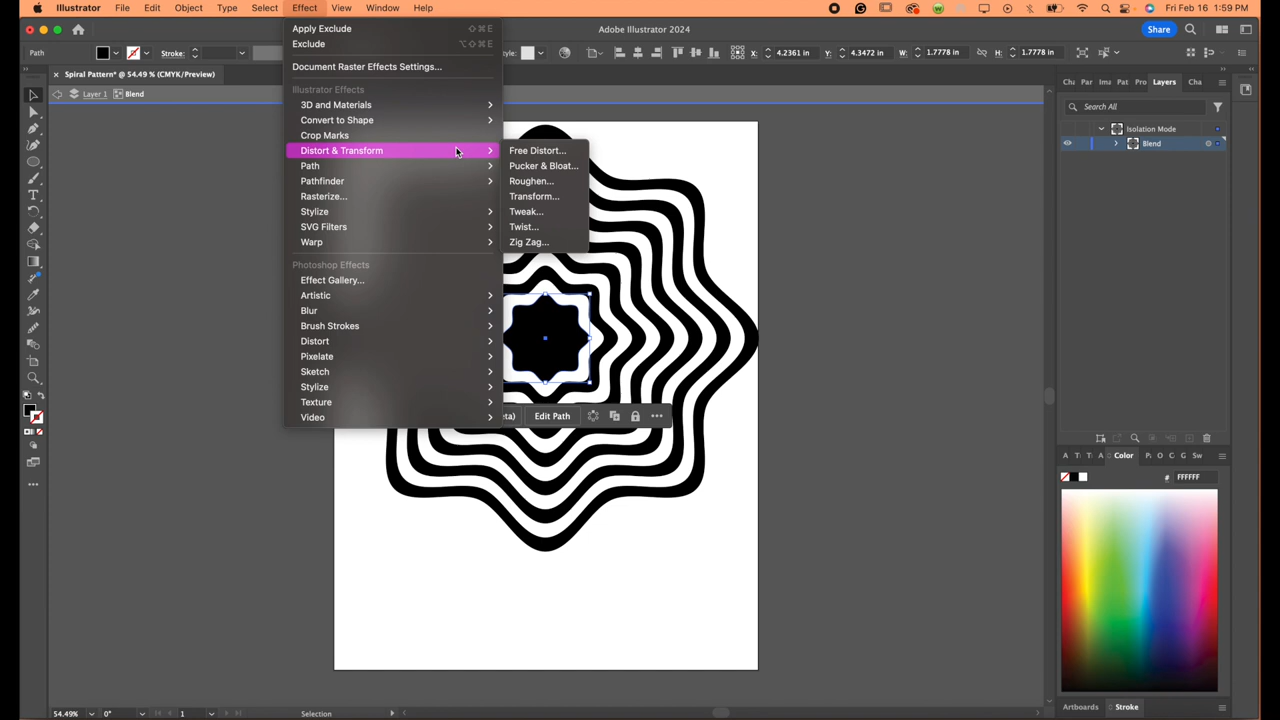 Illustrator File Edit Object Type Select Effect View Window Help Fri Feb 16 1:59 PM
Adobe Illustrator 2024 Share
Path Stroke: Style: X: 4.2361 in Y: 4.3472 in W: 1.7778 in H: 1.7778 in
× Spiral Pattern* @ 54.49 % (CMYK/Preview)
Layer 1 Blend
Apply Exclude ⇧⌘E
Exclude ⌥⇧⌘E
Document Raster Effects Settings...
Illustrator Effects
3D and Materials
Convert to Shape
Crop Marks
Distort & Transform
Path
Pathfinder
Rasterize...
Stylize
SVG Filters
Warp
Photoshop Effects
Effect Gallery...
Artistic
Blur
Brush Strokes
Distort
Pixelate
Sketch
Stylize
Texture
Video
Free Distort...
Pucker & Bloat...
Roughen...
Transform...
Tweak...
Twist...
Zig Zag...
Edit Path
Chu Par Ima Pat Pro Layers Cha
Search All
Isolation Mode
Blend
Color Sw
# FFFFFF
Artboards Stroke
54.49% 0° 1 Selection